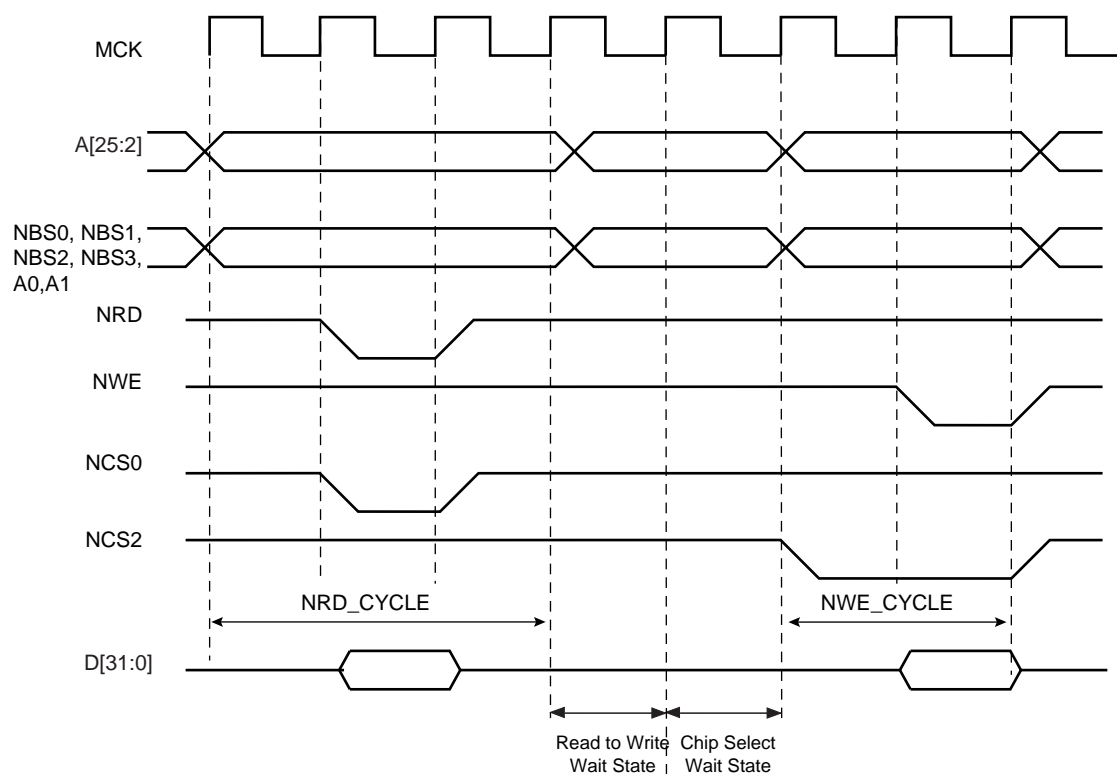 MCK
A[25:2]
NBS0, NBS1,
NBS2, NBS3,
A0,A1
NRD
NWE
NCS0
NCS2
NRD_CYCLE
NWE_CYCLE
D[31:0]
Read to Write
Wait State
Chip Select
Wait State